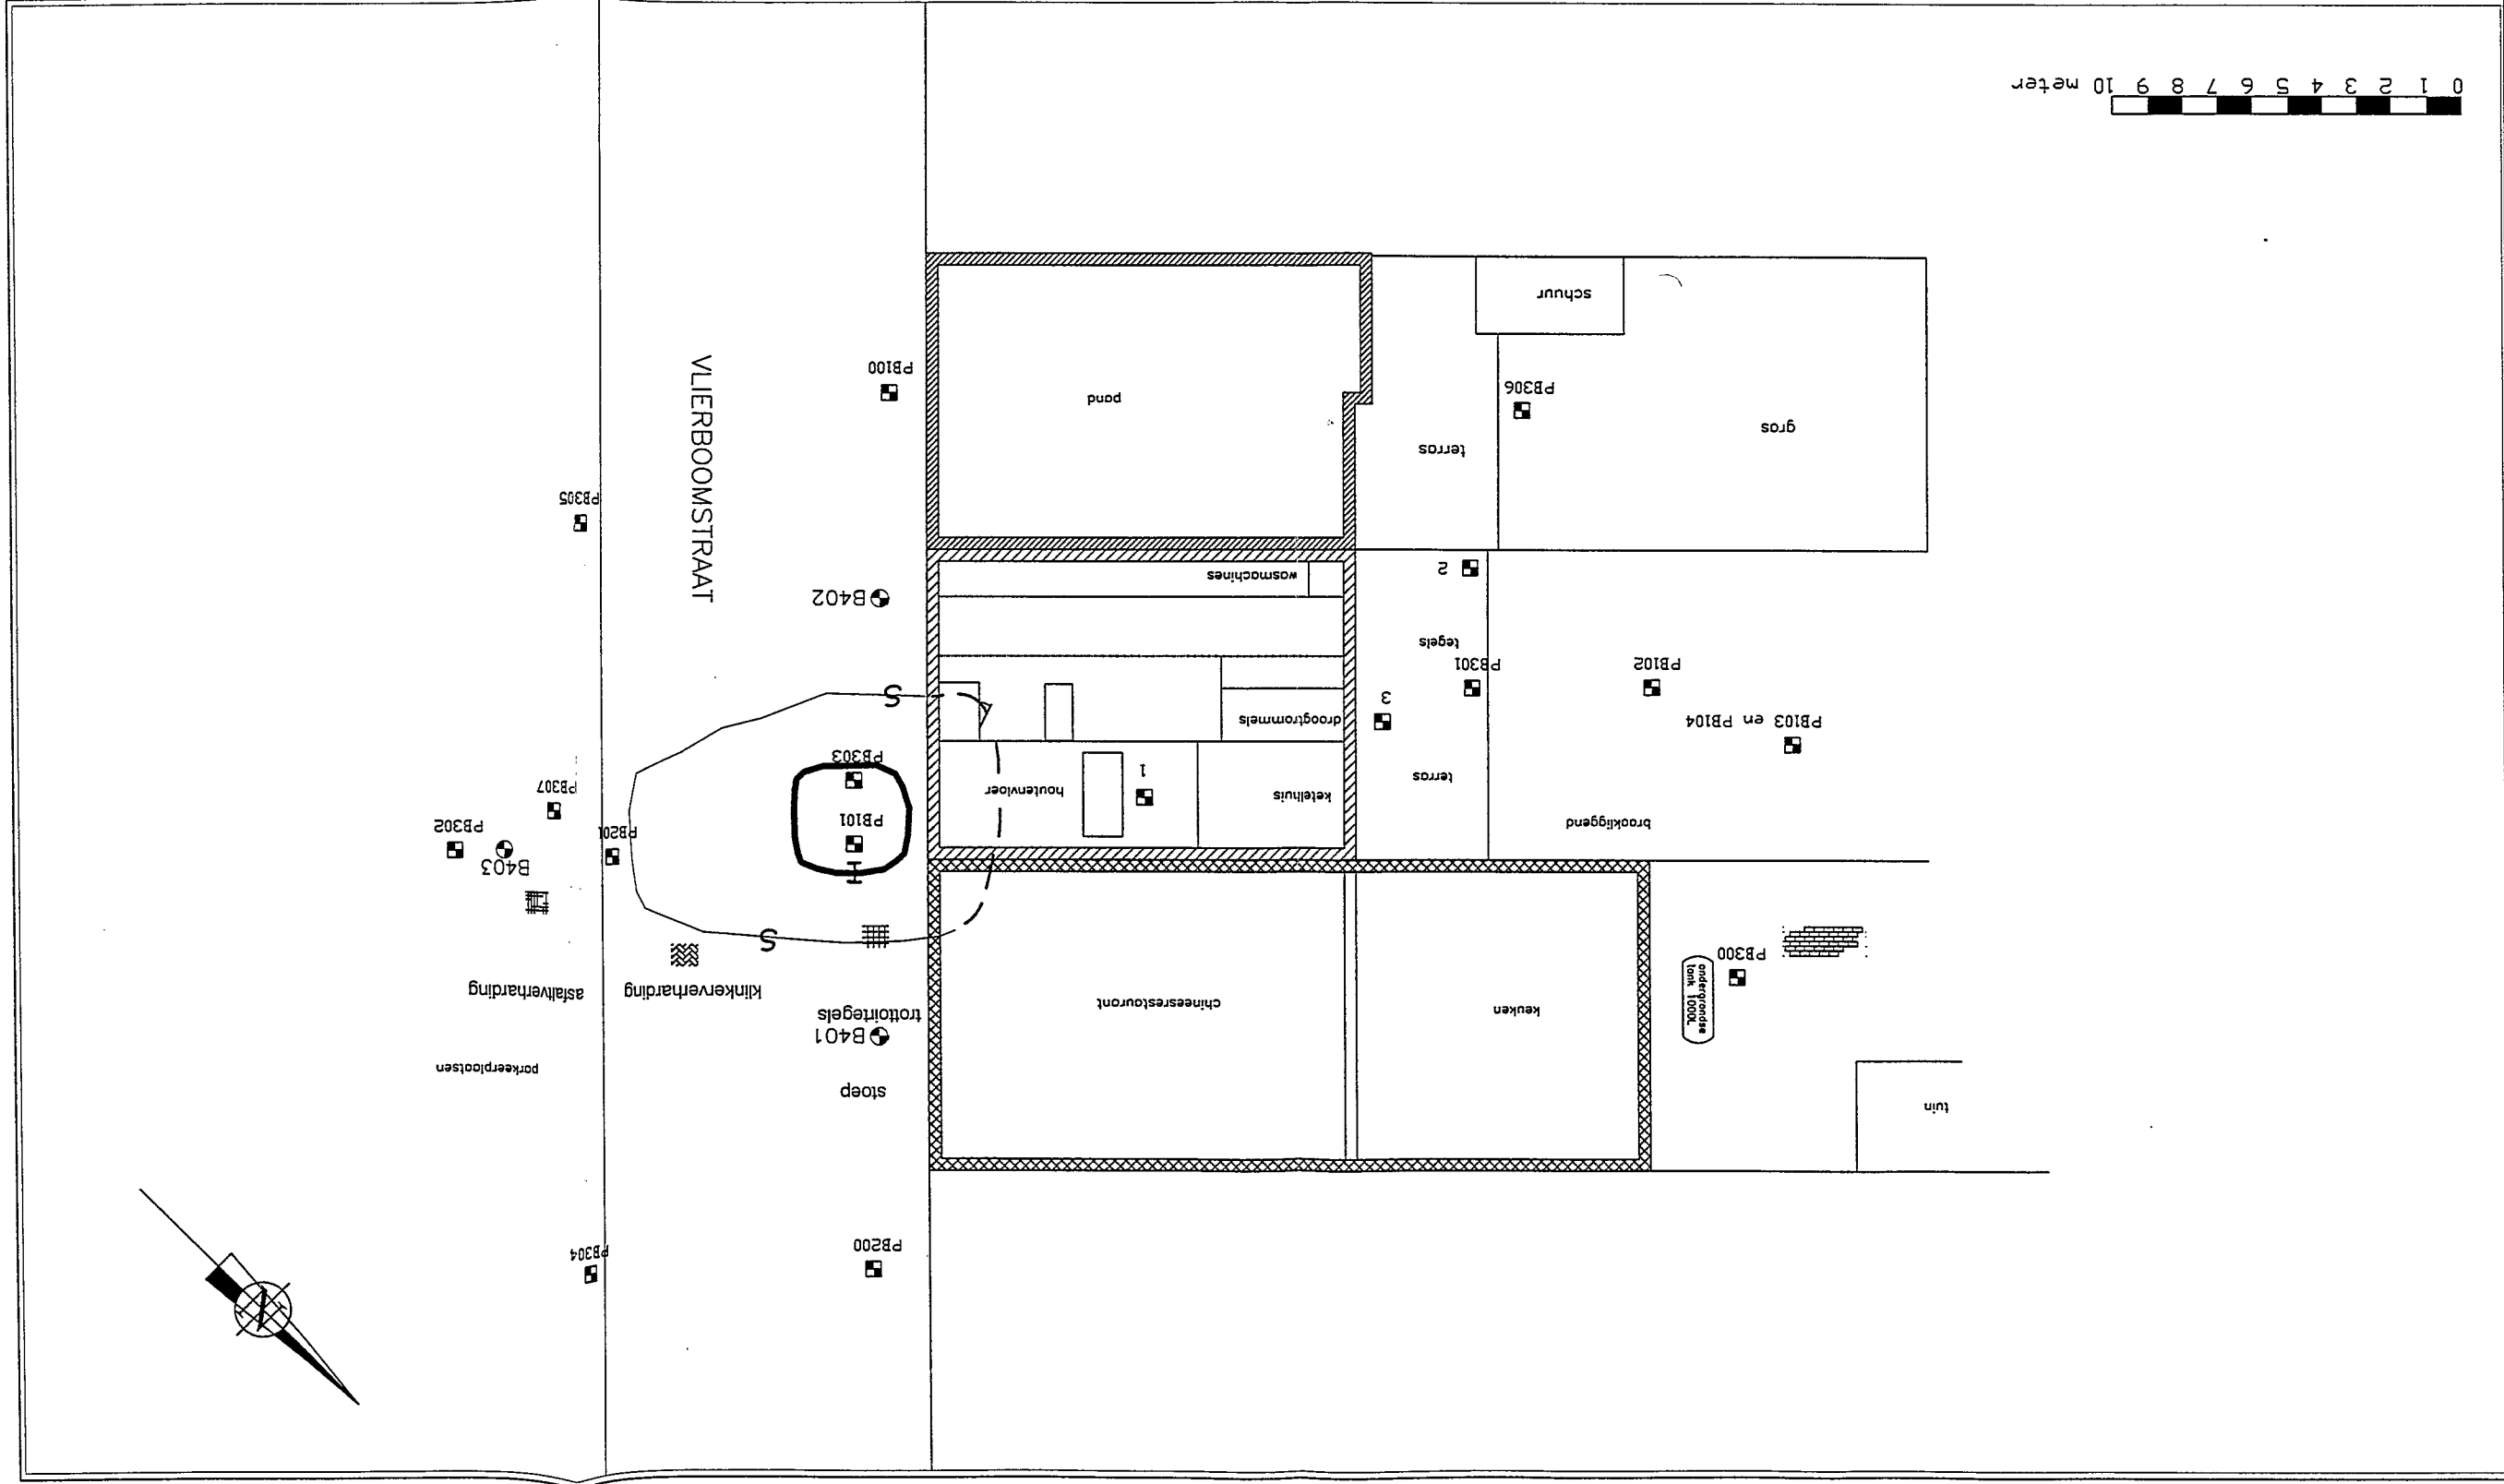 tuin
PB304
PB200
stoep
parkeerplaatsen
B401
trottoirtegels
keuken
chineesrestaurant
klinkerverharding
asfaltverharding
ondergrondse
tank 1000L
PB300
S
B403
I
PB302
PB201
PB101
brookliggend
PB307
ketelhuis
houtenvloer
1
terras
PB303
PB103 en PB104
droogtrommels
3
S
PB102
PB301
tegels
B402
wasmachines
2
PB305
VLIERBOOMSTRAAT
terras
gras
pand
PB306
PB100
schuur
0 1 2 3 4 5 6 7 8 9 10 meter